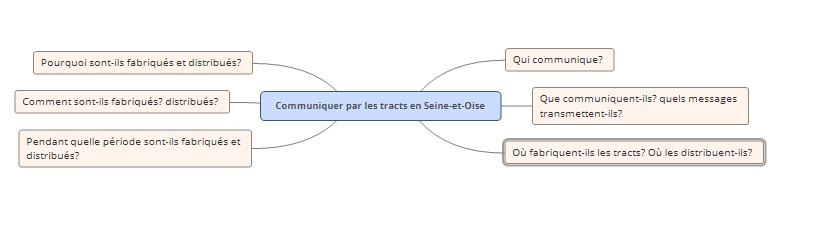 Pourquoi sont-ils fabriqués et distribués?
Comment sont-ils fabriqués? distribués?
Pendant quelle période sont-ils fabriqués et
distribués?
Communiquer par les tracts en Seine-et-Oise
Qui communique?
Que communiquent-ils? quels messages
transmettent-ils?
Où fabriquent-ils les tracts? Où les distribuent-ils?